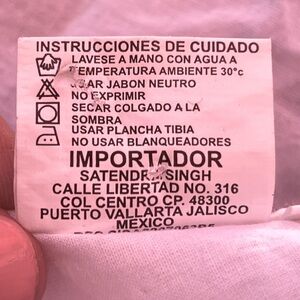 INSTRUCCIONES DE CUIDADO
LAVESE A MANO CON AGUA A
TEMPERATURA AMBIENTE 30°c
USAR JABON NEUTRO
NO EXPRIMIR
SECAR COLGADO A LA
SOMBRA
USAR PLANCHA TIBIA
NO USAR BLANQUEADORES
IMPORTADOR
SATENDRA SINGH
CALLE LIBERTAD NO. 316
COL CENTRO CP. 48300
PUERTO VALLARTA JALISCO
MEXICO